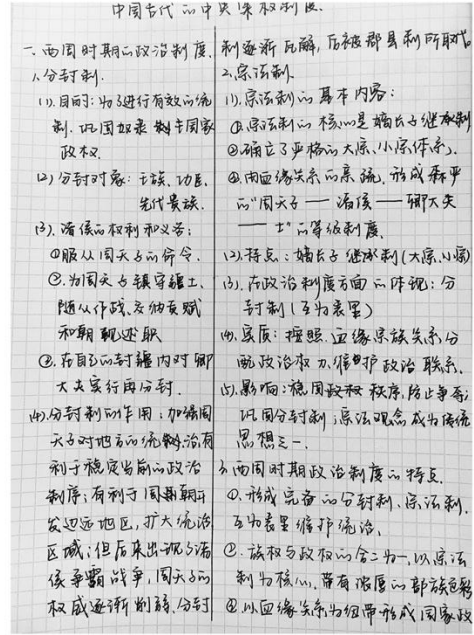 中国古代的中央集权制度.
一、西周时期的政治制度.
1、分封制.
(1).目的:为了进行有效的统
制、巩固奴隶制主国家
政权.
(2)分封对象:王族、功臣、
先代贵族.
(3).诸侯的权利和义务:
①服从周天子的命令.
②.为周天子镇守疆土,
随从作战、交纳贡赋
和朝觐述职
③.在自己的封疆内对卿
大夫实行再分封.
(4).分封制的作用:加强周
天子对地方的统治;有
利于稳定当前的政治
制序;有利于周朝开
发边远地区,扩大统治
区域;但后来出现了诸
侯争霸战争,周天子的
权威逐渐削弱、分封
制逐渐瓦解,后被郡县制所取代
2、宗法制.
(1).宗法制的基本内容:
①宗法制的核心是嫡长子继承制
②确立了严格的大宗、小宗体系.
③.由血缘关系的亲疏,形成森严
的“周天子——诸侯——卿大夫
——士”的等级制度.
(2).特点:嫡长子继承制(大宗、小宗)
(3).在政治制度方面的体现:分
封制(互为表里)
(4).实质:按照血缘宗族关系分
配政治权力,维护政治联系.
(5).影响:稳固政权秩序,防止争夺;
巩固分封制;宗法观念成为传统
思想之一.
3.西周时期政治制度的特点.
①.形成完备的分封制、宗法制.
互为表里维护统治.
②.族权与政权的合二为一,以宗法
制为核心,带有浓厚的部族色彩
③以血缘关系为纽带形成国家政